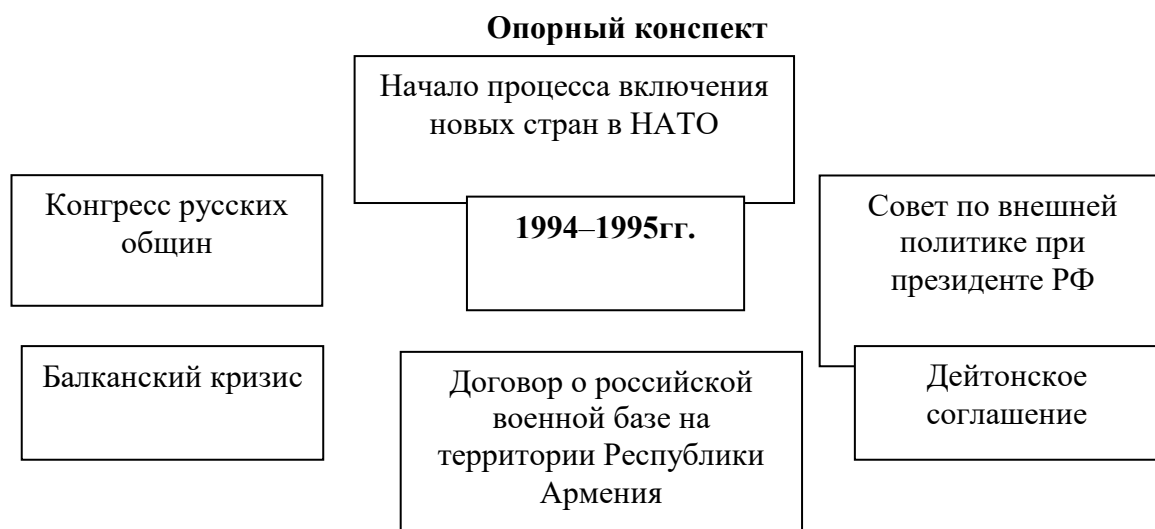 Опорный конспект
Начало процесса включения
новых стран в НАТО
Конгресс русских
общин
1994–1995гг.
Совет по внешней
политике при
президенте РФ
Балканский кризис
Договор о российской
военной базе на
территории Республики
Армения
Дейтонское
соглашение